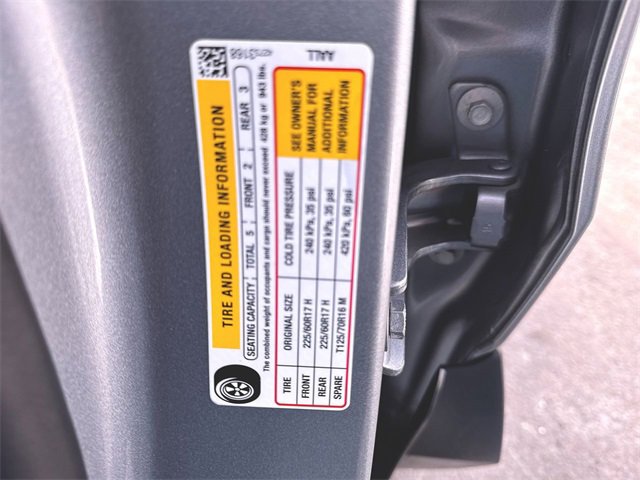 TIRE AND LOADING INFORMATION
SEATING CAPACITY TOTAL 5 FRONT 2 REAR 3
The combined weight of occupants and cargo should never exceed 428 kg or 943 lbs.
TIRE ORIGINAL SIZE COLD TIRE PRESSURE SEE OWNER'S
FRONT 225/60R17 H 240 kPa, 35 psi MANUAL FOR
REAR 225/60R17 H 240 kPa, 35 psi ADDITIONAL
SPARE T125/70R16 M 420 kPa, 60 psi INFORMATION